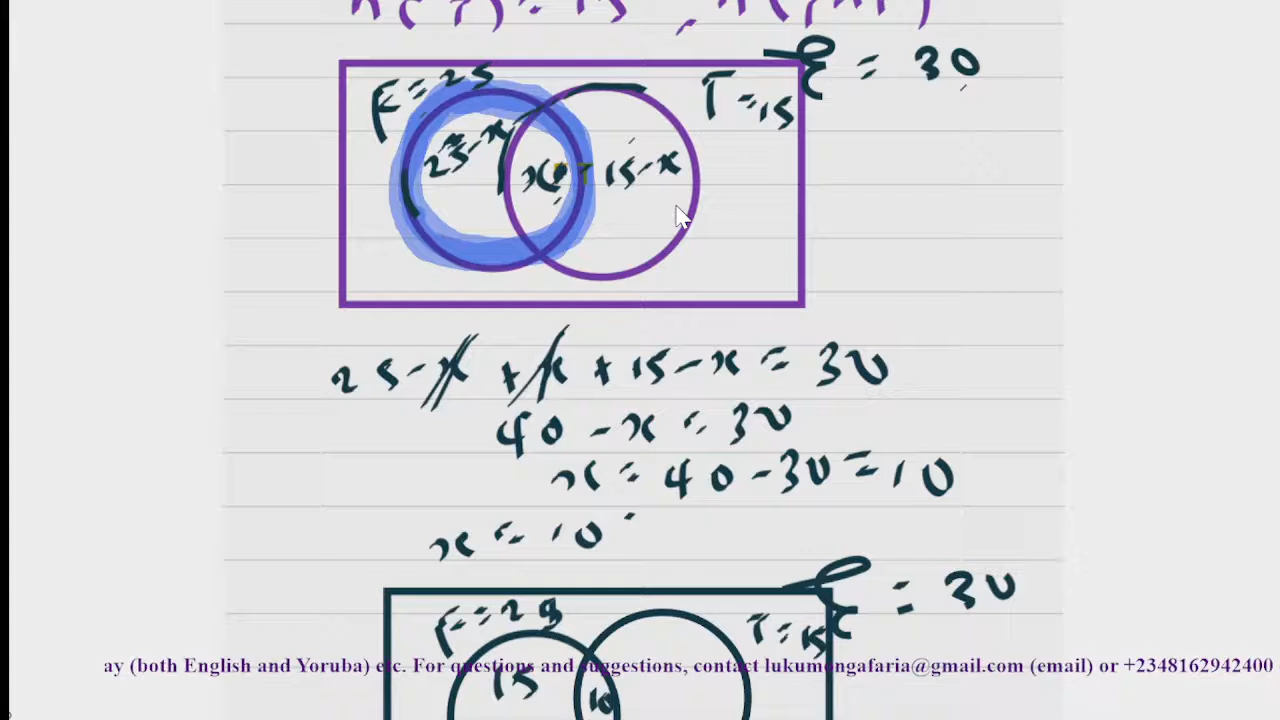 F = 25
T = 15
ξ = 30
25 - x
x
15 - x
25 - x + x + 15 - x = 30
40 - x = 30
x = 40 - 30 = 10
x = 10
ξ = 30
T = 15
15
10
ay (both English and Yoruba) etc. For questions and suggestions, contact lukumongafaria@gmail.com (email) or +2348162942400